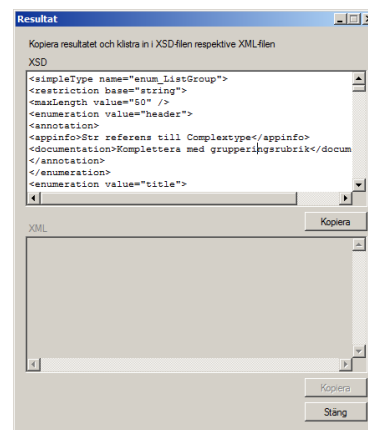 Resultat
Kopiera resultatet och klistra in i XSD-filen respektive XML-filen
XSD
<simpleType name="enum_ListGroup">
<restriction base="string">
<maxLength value="50" />
<enumeration value="header">
<annotation>
<appinfo>Str referens till Complextype</appinfo>
<documentation>Komplettera med grupperingsrubrik</docum
</annotation>
</enumeration>
<enumeration value="title">
Kopiera
XML
Kopiera
Stäng